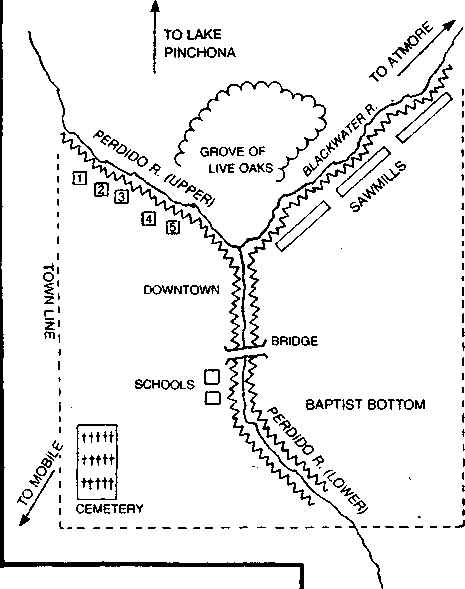 TO LAKE
PINCHONA
TO ATMORE
PERDIDO R. (UPPER)
GROVE OF
LIVE OAKS
BLACKWATER R.
SAWMILLS
1
2
3
4
5
TOWN LINE
DOWNTOWN
BRIDGE
SCHOOLS
BAPTIST BOTTOM
PERDIDO R. (LOWER)
TO MOBILE
CEMETERY